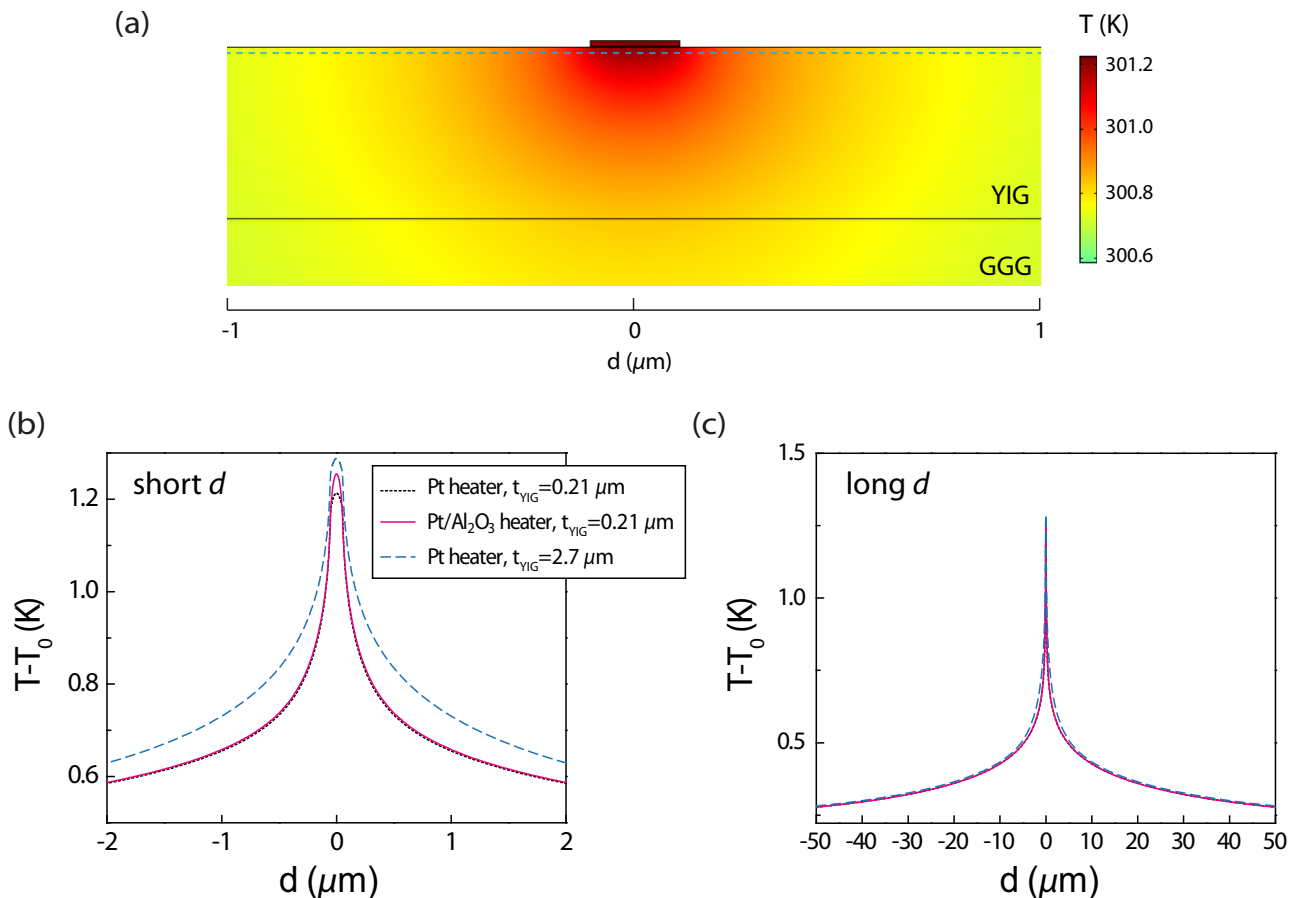 (a)
T (K)
301.2
301.0
300.8
300.6
YIG
GGG
-1 0 1
d (µm)
(b)
short d
Pt heater, tYIG=0.21 µm
Pt/Al2O3 heater, tYIG=0.21 µm
Pt heater, tYIG=2.7 µm
1.2
1.0
0.8
0.6
T-T0 (K)
-2 -1 0 1 2
d (µm)
(c)
long d
1.5
1.0
0.5
T-T0 (K)
-50 -40 -30 -20 -10 0 10 20 30 40 50
d (µm)